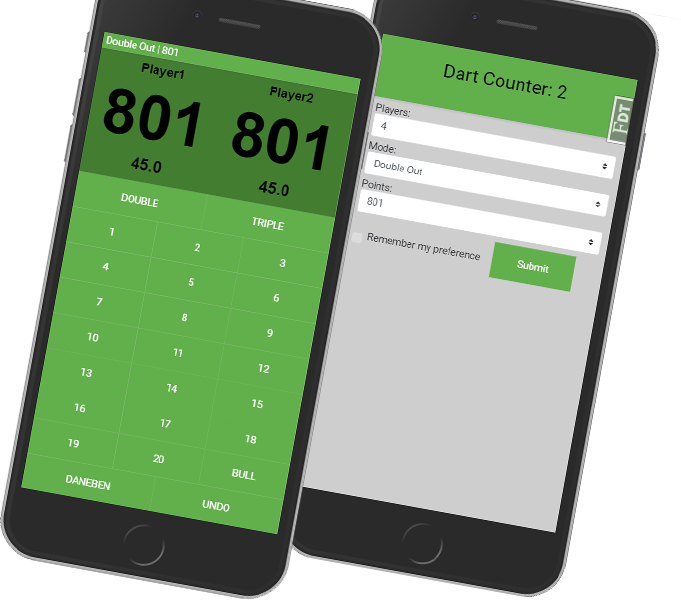 Double Out | 801
Player1
Player2
801
801
45.0
45.0
DOUBLE
TRIPLE
1
2
3
4
5
6
7
8
9
10
11
12
13
14
15
16
17
18
19
20
BULL
DANEBEN
UNDO
Dart Counter: 2
FDT
Players:
4
Mode:
Double Out
Points:
801
Remember my preference
Submit